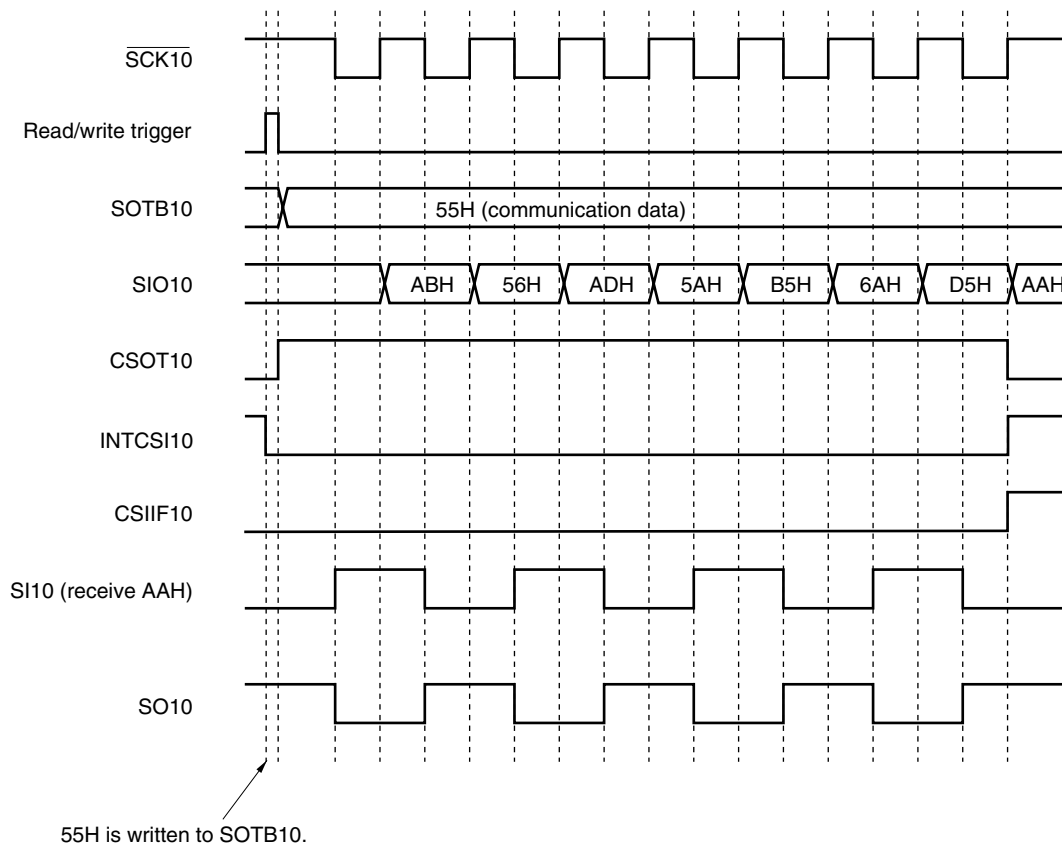 SCK10
Read/write trigger
SOTB10
55H (communication data)
SIO10
ABH 56H ADH 5AH B5H 6AH D5H AAH
CSOT10
INTCSI10
CSIIF10
SI10 (receive AAH)
SO10
55H is written to SOTB10.